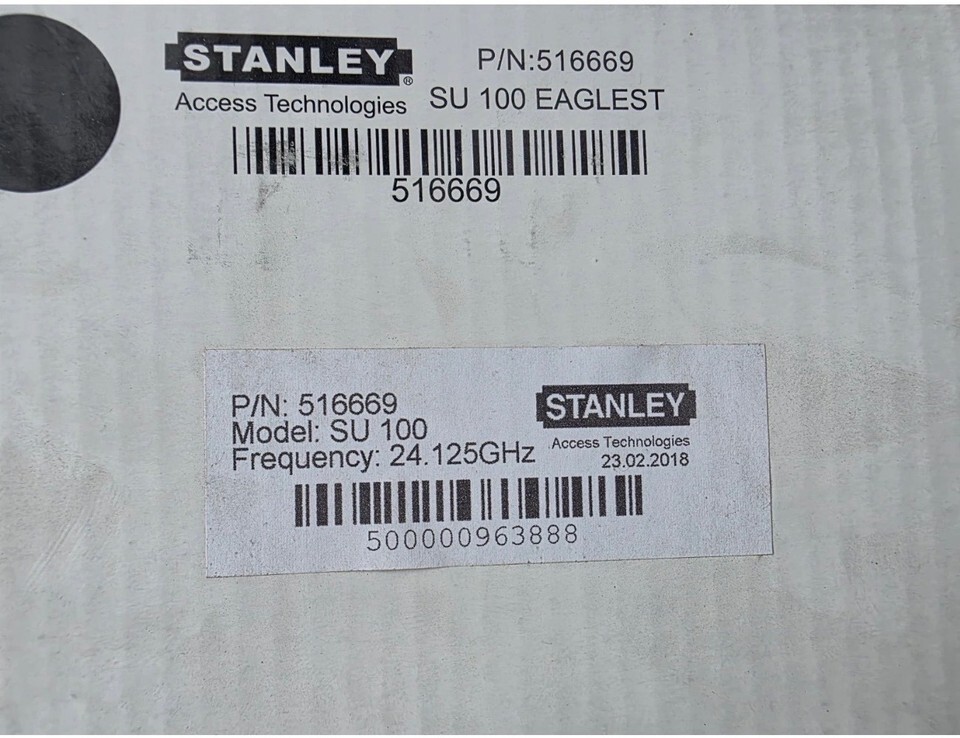 STANLEY®
Access Technologies
P/N:516669
SU 100 EAGLEST
516669
P/N: 516669
Model: SU 100
Frequency: 24.125GHz
STANLEY
Access Technologies
23.02.2018
500000963888